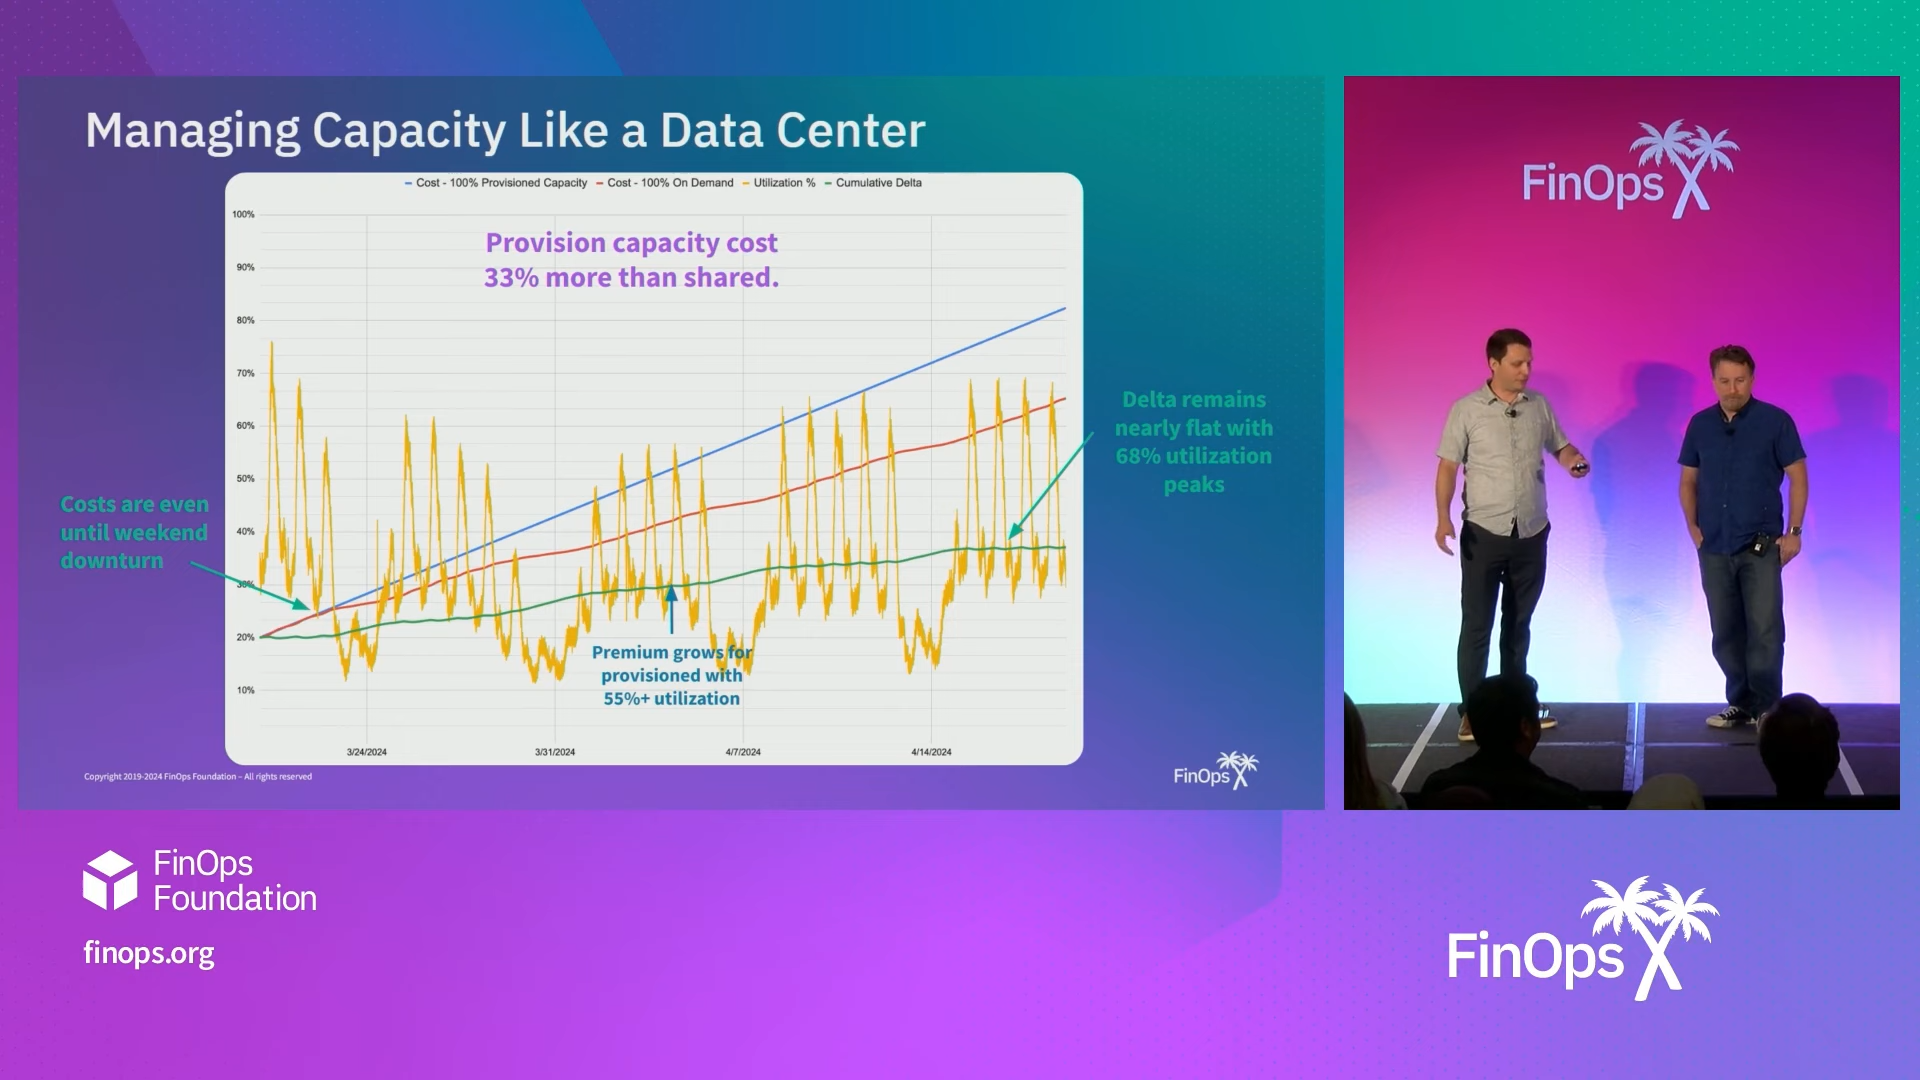 Managing Capacity Like a Data Center
Cost - 100% Provisioned Capacity
Cost - 100% On Demand
Utilization %
Cumulative Delta
100%
90%
80%
70%
60%
50%
40%
30%
20%
10%
Provision capacity cost
33% more than shared.
Costs are even
until weekend
downturn
Premium grows for
provisioned with
55%+ utilization
Delta remains
nearly flat with
68% utilization
peaks
3/24/2024
3/31/2024
4/7/2024
4/14/2024
Copyright 2019-2024 FinOps Foundation – All rights reserved
FinOps X
FinOps X
FinOps
Foundation
finops.org
FinOps X